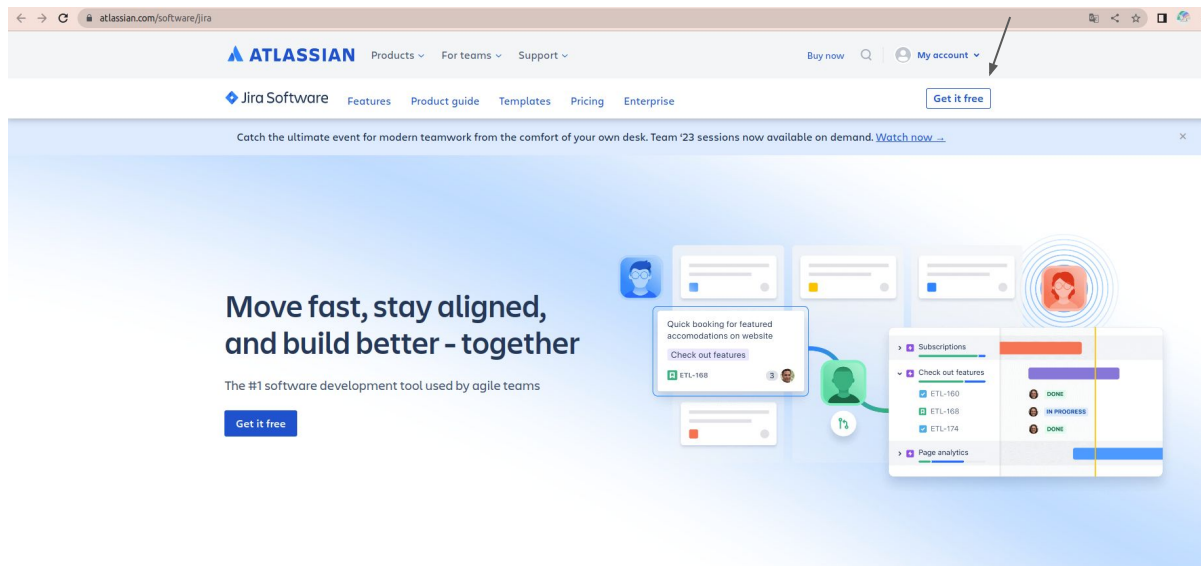 atlassian.com/software/jira
ATLASSIAN Products For teams Support Buy now My account
Jira Software Features Product guide Templates Pricing Enterprise Get it free
Catch the ultimate event for modern teamwork from the comfort of your own desk. Team '23 sessions now available on demand. Watch now →
Move fast, stay aligned,
and build better - together
The #1 software development tool used by agile teams
Get it free
Quick booking for featured
accomodations on website
Check out features
ETL-168 3
Subscriptions
Check out features
ETL-160 DONE
ETL-168 IN PROGRESS
ETL-174 DONE
Page analytics